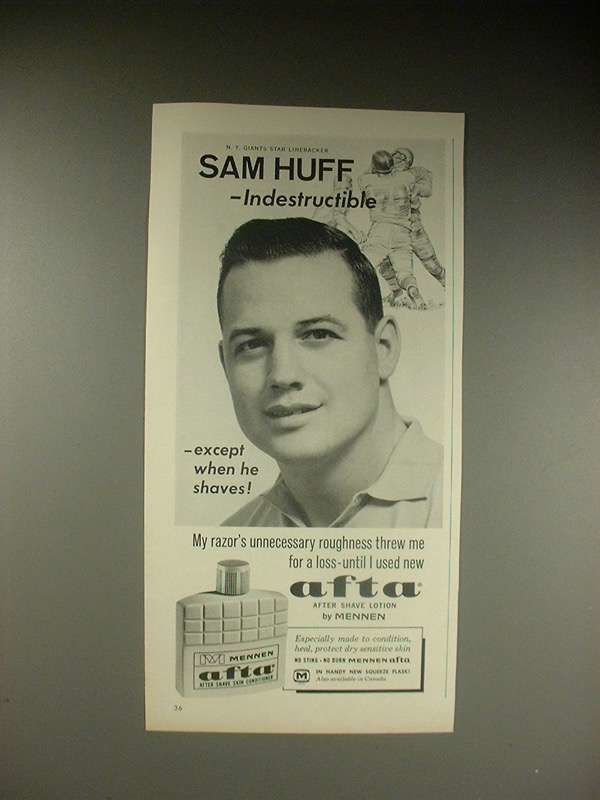 N. Y. GIANTS STAR LINEBACKER
SAM HUFF
–Indestructible
–except
when he
shaves!
My razor's unnecessary roughness threw me
for a loss–until I used new
afta®
AFTER SHAVE LOTION
by MENNEN
Especially made to condition,
heal, protect dry sensitive skin
NO STING · NO BURN MENNEN afta
M IN HANDY NEW SQUEEZE FLASK!
Also available in Canada
M MENNEN
afta
AFTER SHAVE SKIN CONDITIONER
36